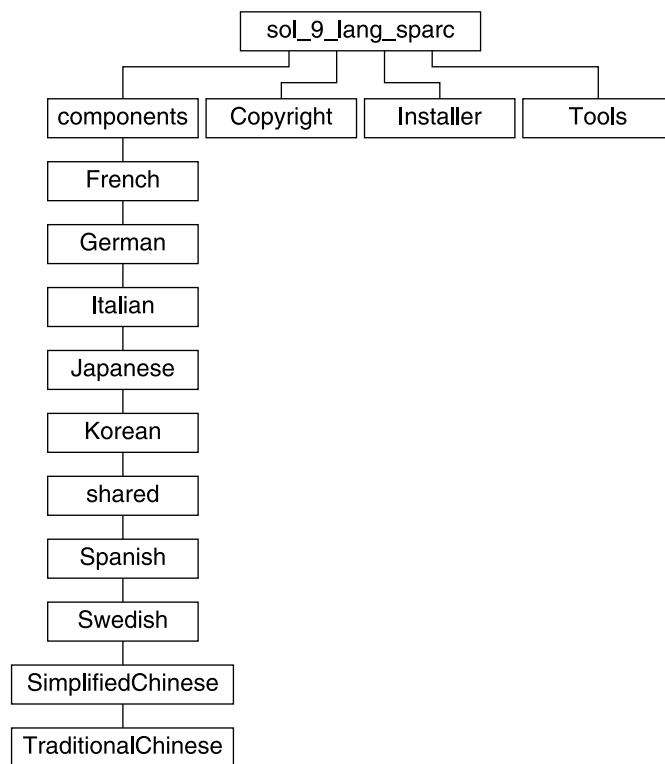 sol_9_lang_sparc
components
Copyright
Installer
Tools
French
German
Italian
Japanese
Korean
shared
Spanish
Swedish
SimplifiedChinese
TraditionalChinese